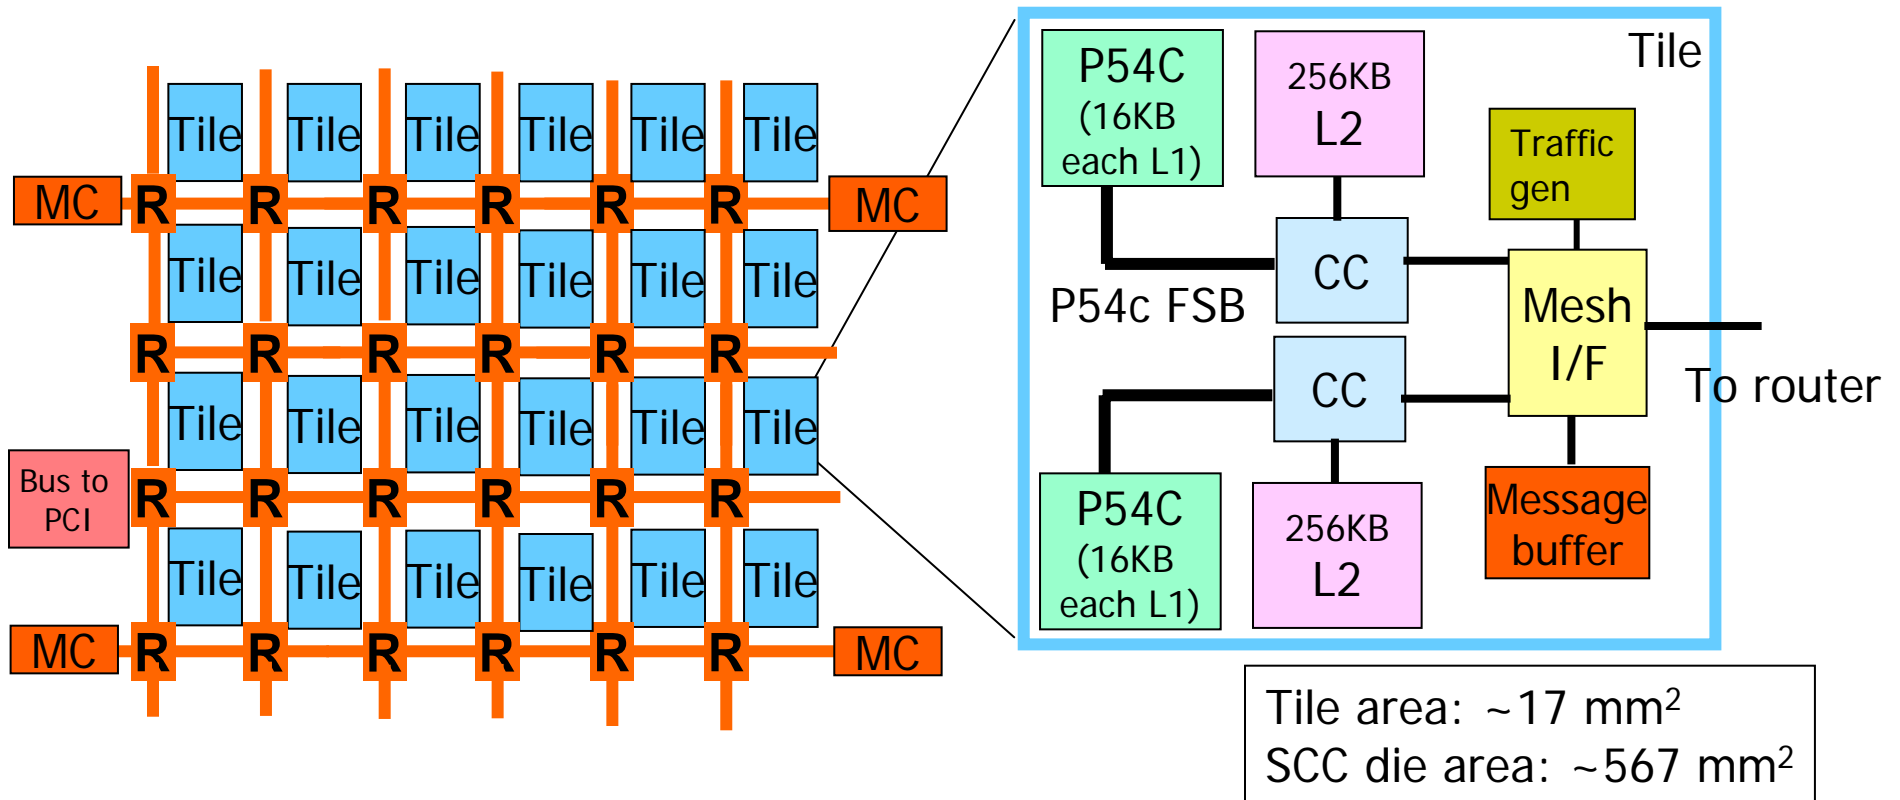 Tile Tile Tile Tile Tile Tile
MC R R R R R R MC
Tile Tile Tile Tile Tile Tile
R R R R R R
Tile Tile Tile Tile Tile Tile
Bus to
PCI
R R R R R R
Tile Tile Tile Tile Tile Tile
MC R R R R R R MC
Tile
P54C
(16KB
each L1)
256KB
L2
Traffic
gen
CC
P54c FSB
Mesh
I/F
CC
To router
P54C
(16KB
each L1)
256KB
L2
Message
buffer
Tile area: ~17 mm²
SCC die area: ~567 mm²